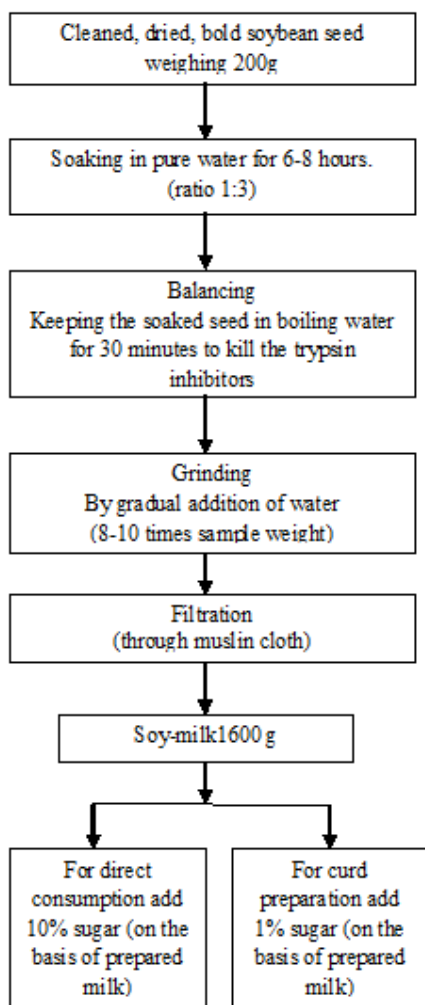 Cleaned, dried, bold soybean seed
weighing 200g
Soaking in pure water for 6-8 hours.
(ratio 1:3)
Balancing
Keeping the soaked seed in boiling water
for 30 minutes to kill the trypsin
inhibitors
Grinding
By gradual addition of water
(8-10 times sample weight)
Filtration
(through muslin cloth)
Soy-milk1600 g
For direct
consumption add
10% sugar (on the
basis of prepared
milk)
For curd
preparation add
1% sugar (on the
basis of prepared
milk)